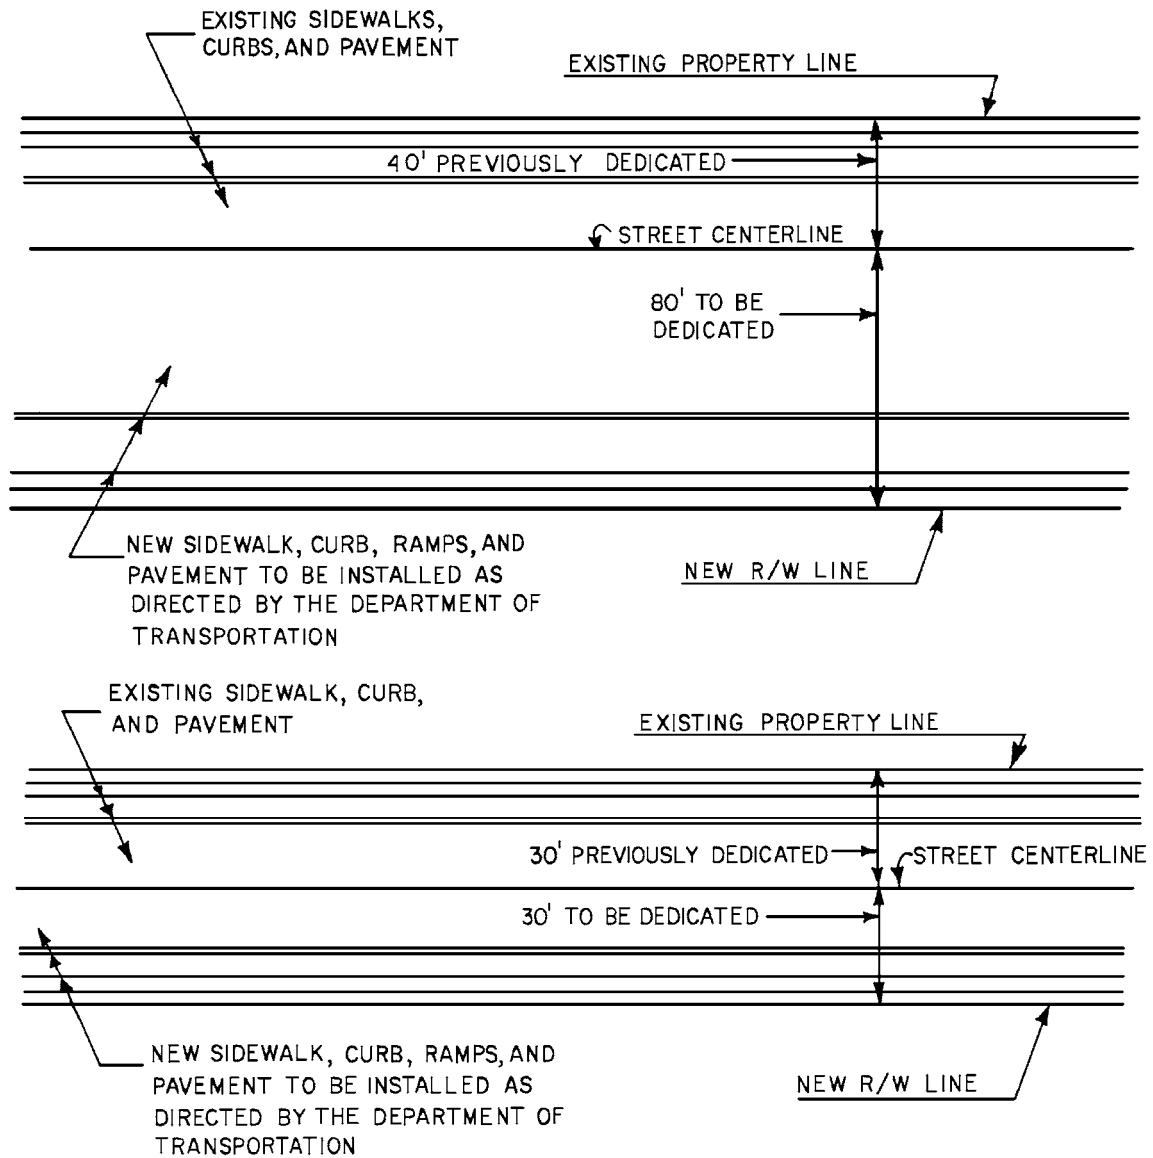 EXISTING SIDEWALKS,
CURBS, AND PAVEMENT
EXISTING PROPERTY LINE
40' PREVIOUSLY DEDICATED
STREET CENTERLINE
80' TO BE
DEDICATED
NEW SIDEWALK, CURB, RAMPS, AND
PAVEMENT TO BE INSTALLED AS
DIRECTED BY THE DEPARTMENT OF
TRANSPORTATION
NEW R/W LINE
EXISTING SIDEWALK, CURB,
AND PAVEMENT
EXISTING PROPERTY LINE
30' PREVIOUSLY DEDICATED
STREET CENTERLINE
30' TO BE DEDICATED
NEW SIDEWALK, CURB, RAMPS, AND
PAVEMENT TO BE INSTALLED AS
DIRECTED BY THE DEPARTMENT OF
TRANSPORTATION
NEW R/W LINE